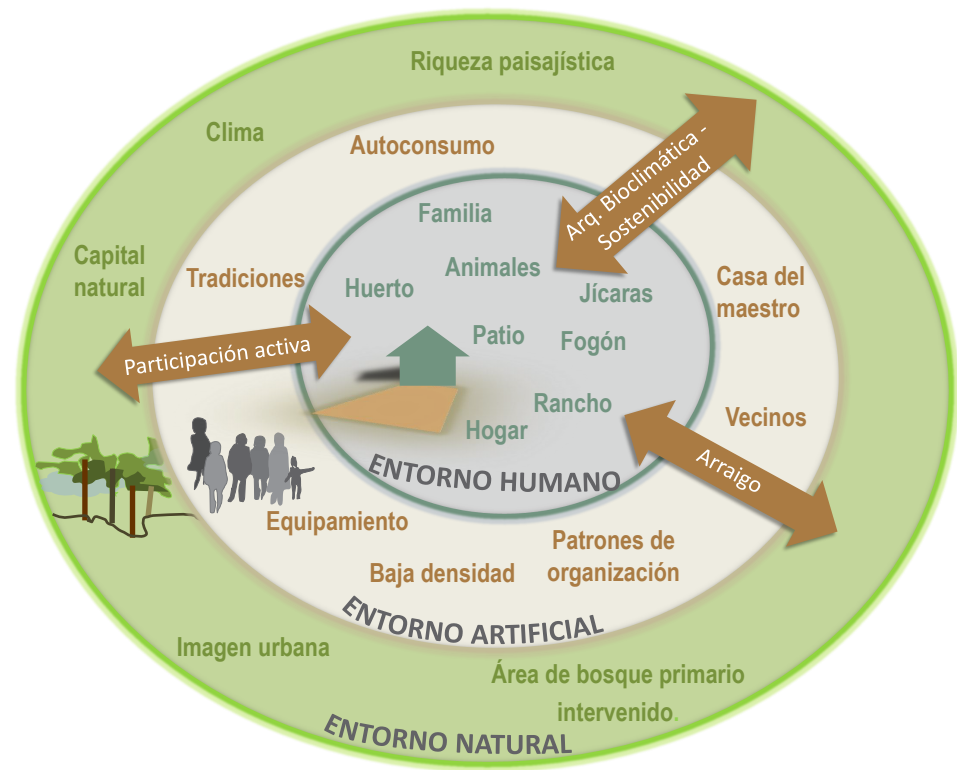 Riqueza paisajística
Clima
Autoconsumo
Arq. Bioclimática -
Sostenibilidad
Familia
Capital
natural
Tradiciones
Animales
Huerto
Jícaras
Casa del
maestro
Participación activa
Patio
Fogón
Rancho
Hogar
Vecinos
Arraigo
ENTORNO HUMANO
Equipamiento
Patrones de
organización
Baja densidad
ENTORNO ARTIFICIAL
Imagen urbana
Área de bosque primario
intervenido.
ENTORNO NATURAL